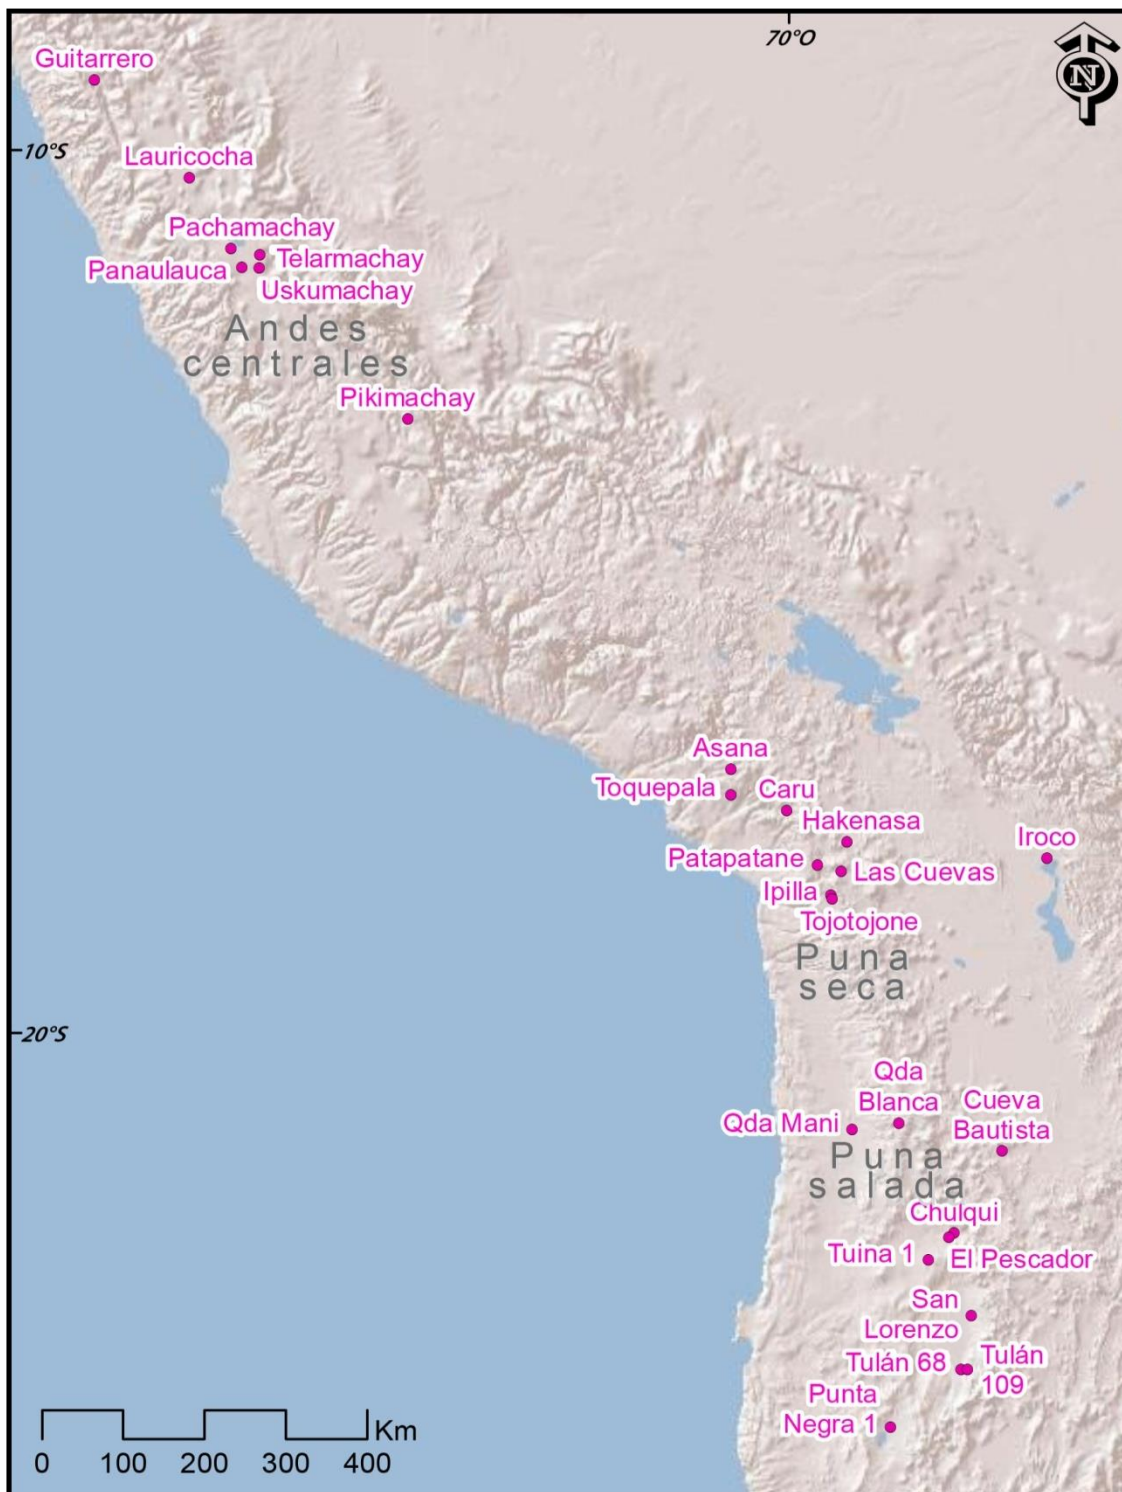 70°O
N
Guitarrero
10°S
Lauricocha
Pachamachay
Telarmachay
Panaulauca
Uskumachay
Andes
centrales
Pikimachay
Asana
Toquepala
Caru
Hakenasa
Iroco
Patapatane
Las Cuevas
Ipilla
Tojotojone
Puna
seca
20°S
Qda
Blanca
Cueva
Bautista
Qda Mani
Puna
salada
Chulqui
Tuina 1
El Pescador
San
Lorenzo
Tulán 68
Tulán
109
Punta
Negra 1
Km
0 100 200 300 400